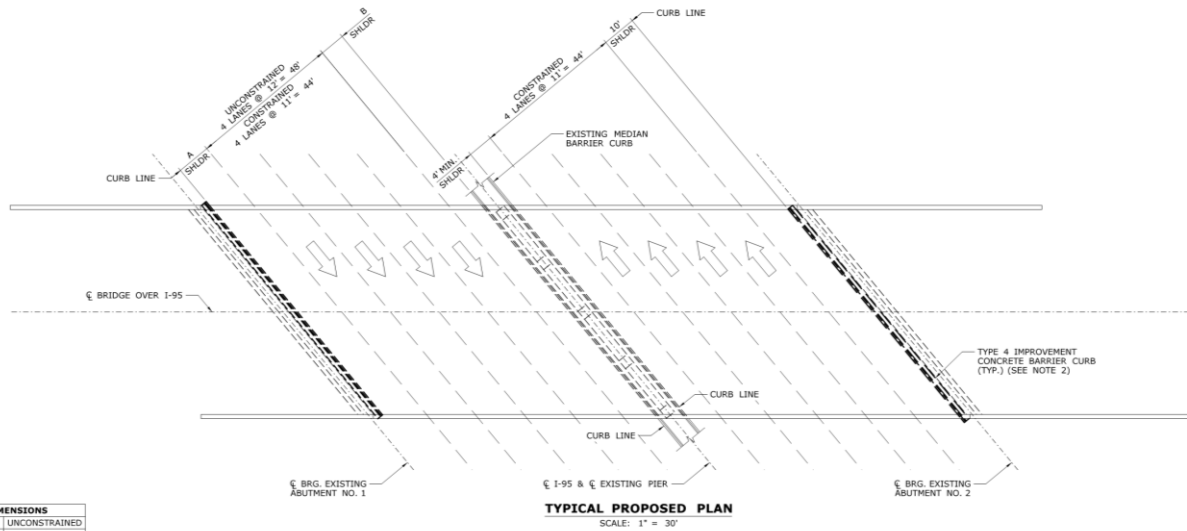 B
SHLDR
UNCONSTRAINED
4 LANES @ 12' = 48'
CONSTRAINED
4 LANES @ 11' = 44'
A
SHLDR
CURB LINE
10'
SHLDR
CURB LINE
CONSTRAINED
4 LANES @ 11' = 44'
4' MIN.
SHLDR
EXISTING MEDIAN
BARRIER CURB
℄ BRIDGE OVER I-95
TYPE 4 IMPROVEMENT
CONCRETE BARRIER CURB
(TYP.) (SEE NOTE 2)
CURB LINE
CURB LINE
℄ BRG. EXISTING
ABUTMENT NO. 1
℄ I-95 & ℄ EXISTING PIER
℄ BRG. EXISTING
ABUTMENT NO. 2
TYPICAL PROPOSED PLAN
SCALE: 1" = 30'
MENSIONS
UNCONSTRAINED